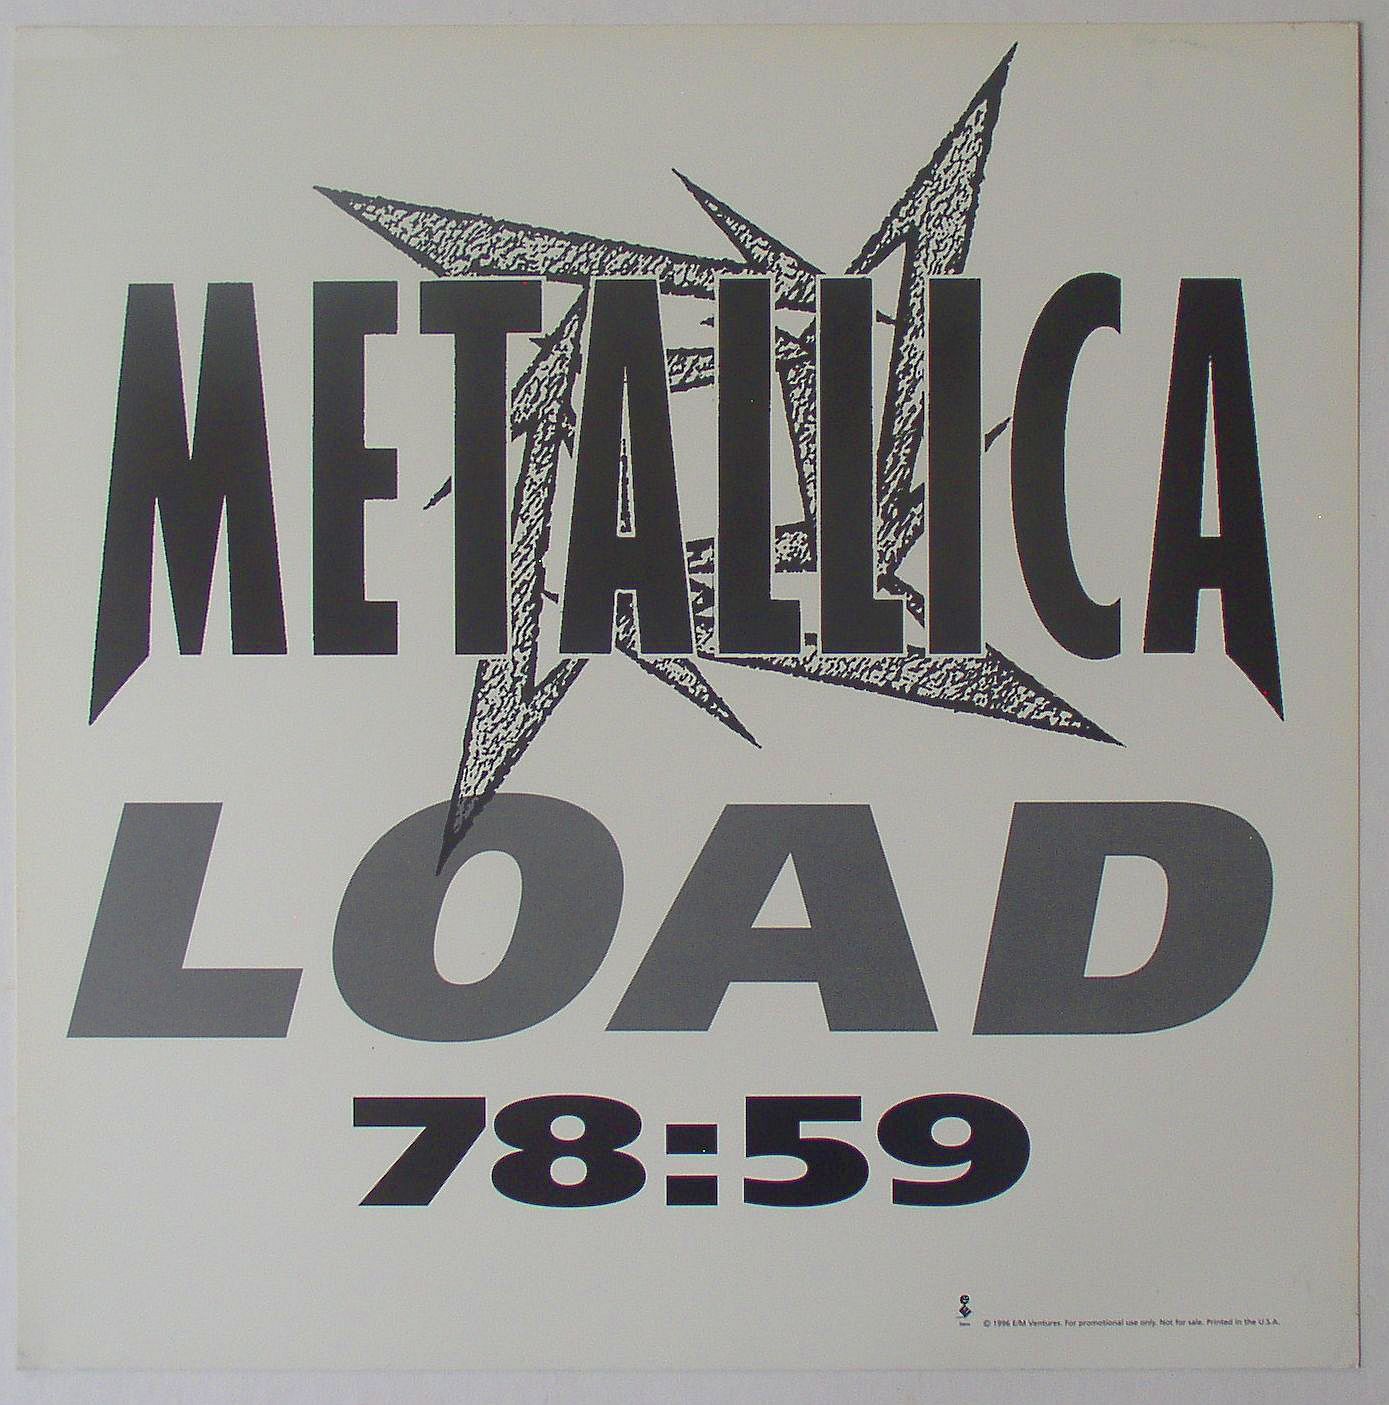 METALLICA
LOAD
78:59
© 1996 E/M Ventures. For promotional use only. Not for sale. Printed in the U.S.A.